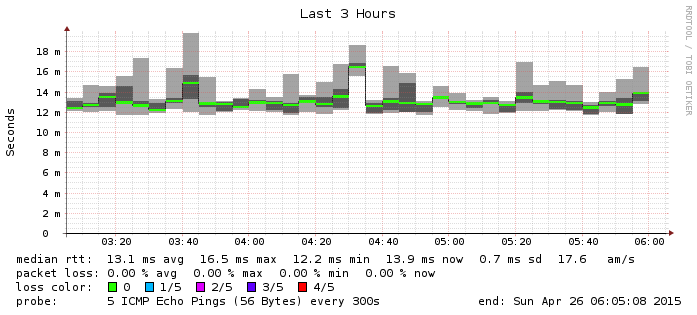 Last 3 Hours
RRDTOOL / TOBI OETIKER
Seconds
18 m
16 m
14 m
12 m
10 m
8 m
6 m
4 m
2 m
0
03:20 03:40 04:00 04:20 04:40 05:00 05:20 05:40 06:00
median rtt: 13.1 ms avg 16.5 ms max 12.2 ms min 13.9 ms now 0.7 ms sd 17.6 am/s
packet loss: 0.00 % avg 0.00 % max 0.00 % min 0.00 % now
loss color: 0 1/5 2/5 3/5 4/5
probe: 5 ICMP Echo Pings (56 Bytes) every 300s end: Sun Apr 26 06:05:08 2015